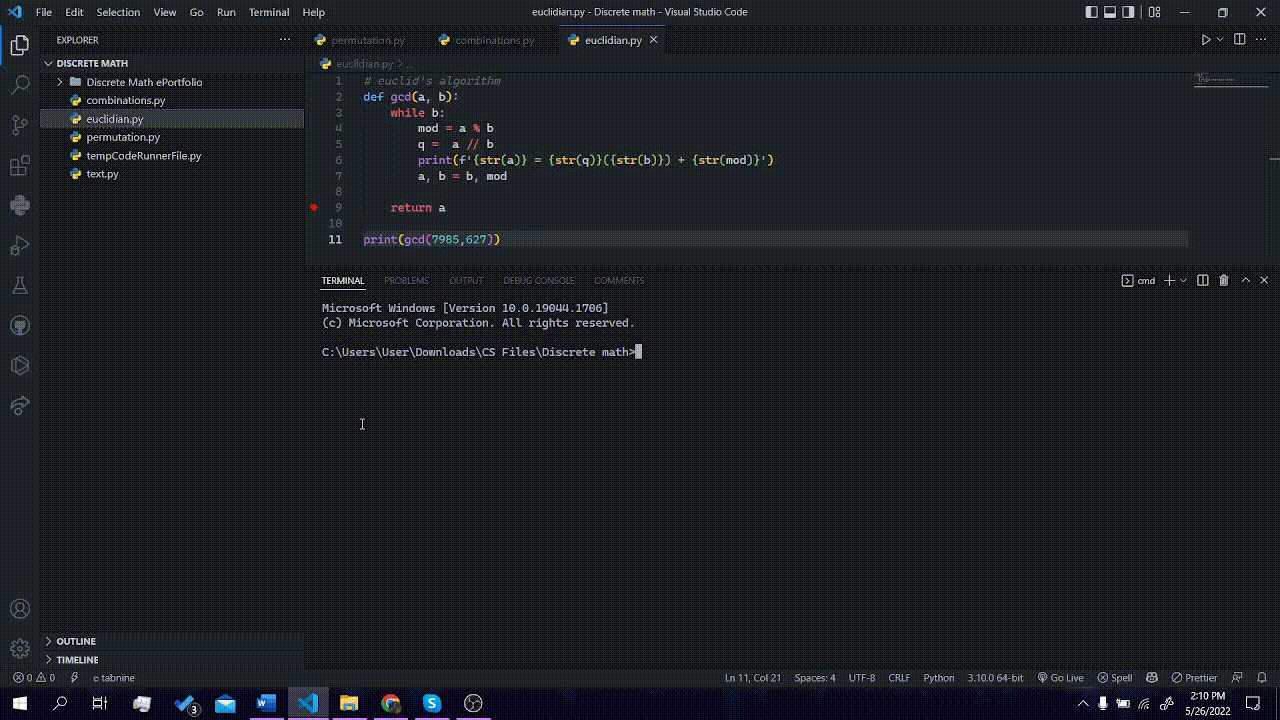 File Edit Selection View Go Run Terminal Help euclidian.py - Discrete math - Visual Studio Code
EXPLORER
permutation.py combinations.py euclidian.py
DISCRETE MATH
euclidian.py > ...
Discrete Math ePortfolio
combinations.py
euclidian.py
permutation.py
tempCodeRunnerFile.py
text.py
1 # euclid's algorithm
2 def gcd(a, b):
3 while b:
4 mod = a % b
5 q = a // b
6 print(f'{str(a)} = {str(q)}({str(b)}) + {str(mod)}')
7 a, b = b, mod
8
9 return a
10
11 print(gcd(7985,627))
TERMINAL PROBLEMS OUTPUT DEBUG CONSOLE COMMENTS cmd
Microsoft Windows [Version 10.0.19044.1706]
(c) Microsoft Corporation. All rights reserved.
C:\Users\User\Downloads\CS Files\Discrete math>
OUTLINE
TIMELINE
0 0 tabnine Ln 11, Col 21 Spaces: 4 UTF-8 CRLF Python 3.10.0 64-bit Go Live Spell Prettier
3
2:10 PM
5/26/2022